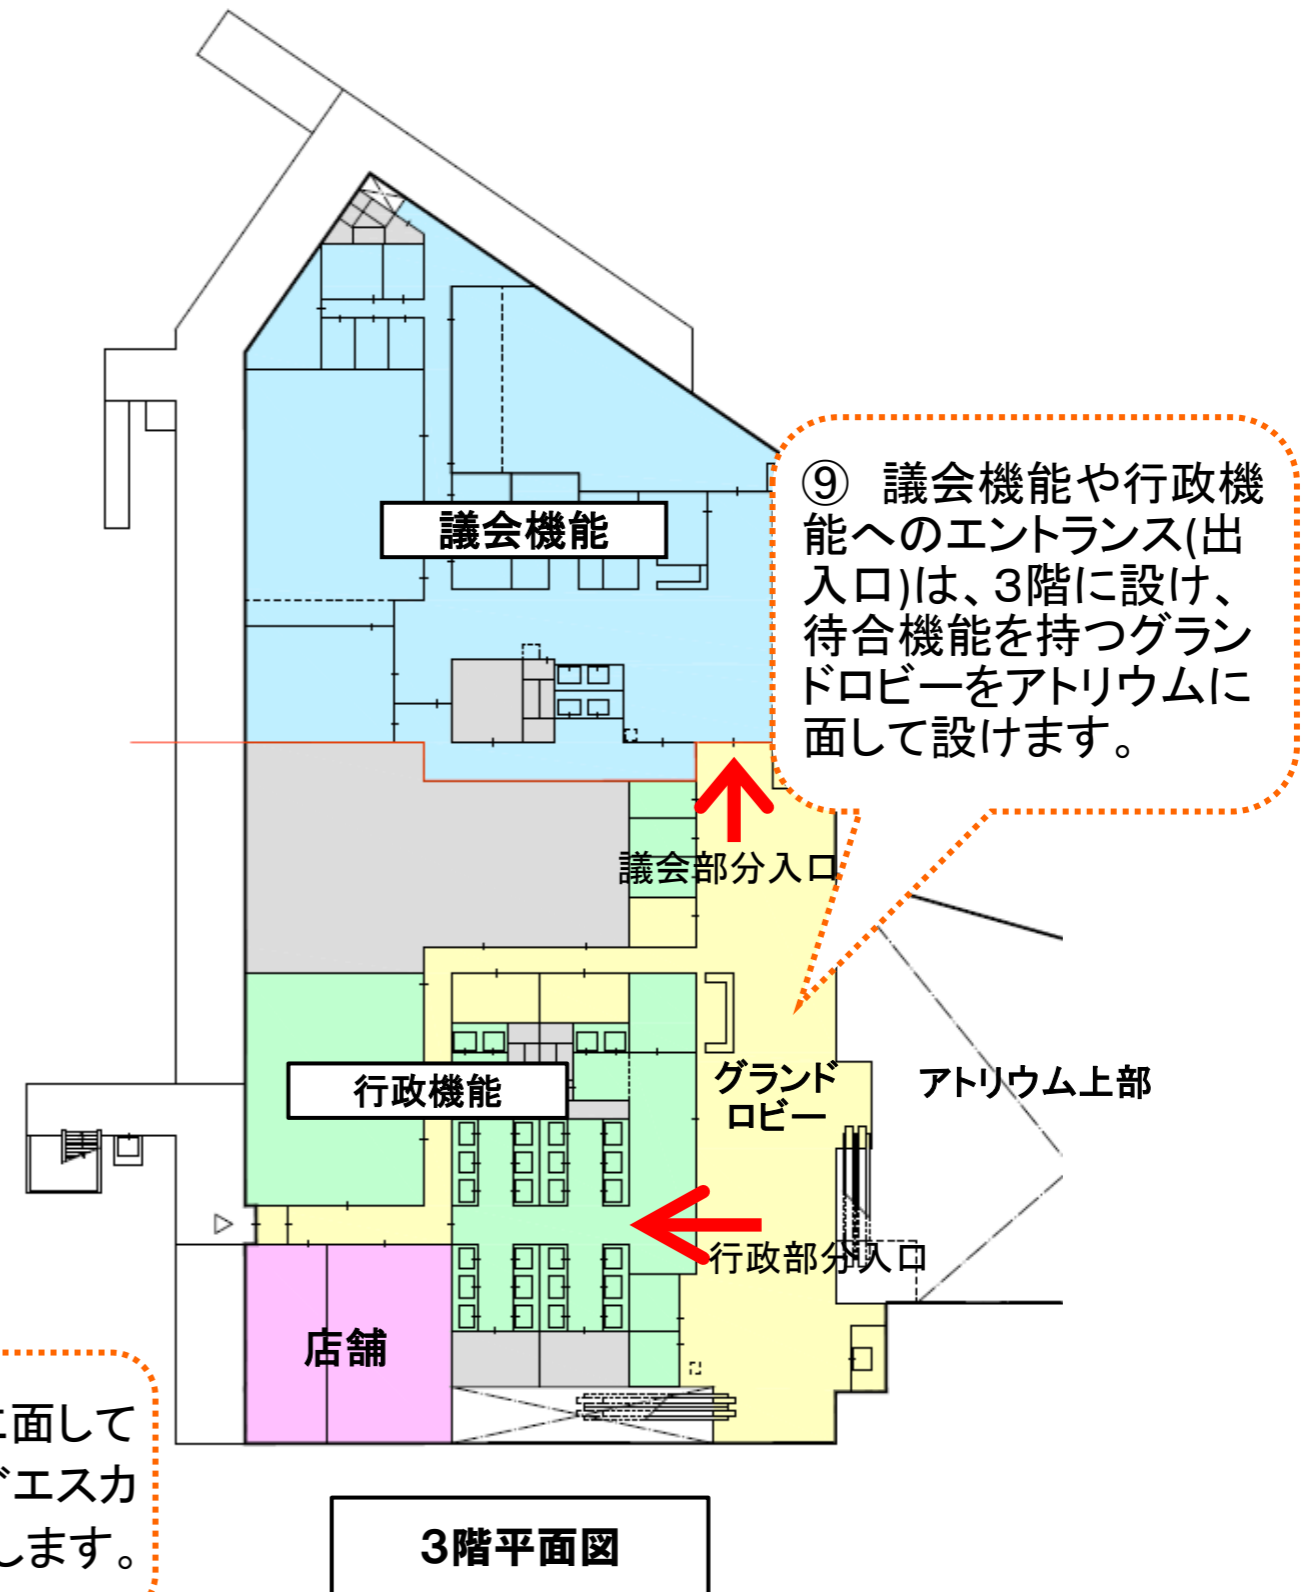 議会機能
⑨ 議会機能や行政機
能へのエントランス(出
入口)は、3階に設け、
待合機能を持つグラン
ドロビーをアトリウムに
面して設けます。
議会部分入口
行政機能
グランド
ロビー
アトリウム上部
行政部分入口
店舗
面して
エスカ
します。
3階平面図